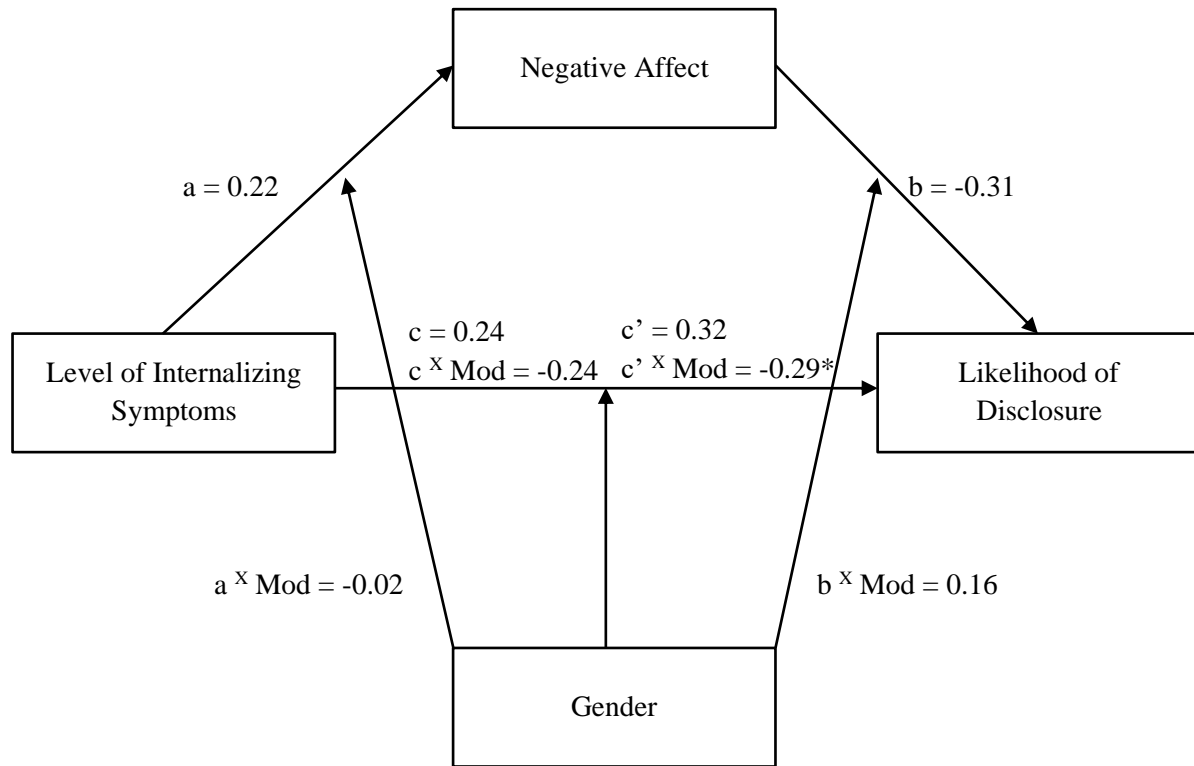 Negative Affect
a = 0.22
b = -0.31
c = 0.24
c X Mod = -0.24
c’ = 0.32
c’ X Mod = -0.29*
Level of Internalizing
Symptoms
Likelihood of
Disclosure
a X Mod = -0.02
b X Mod = 0.16
Gender